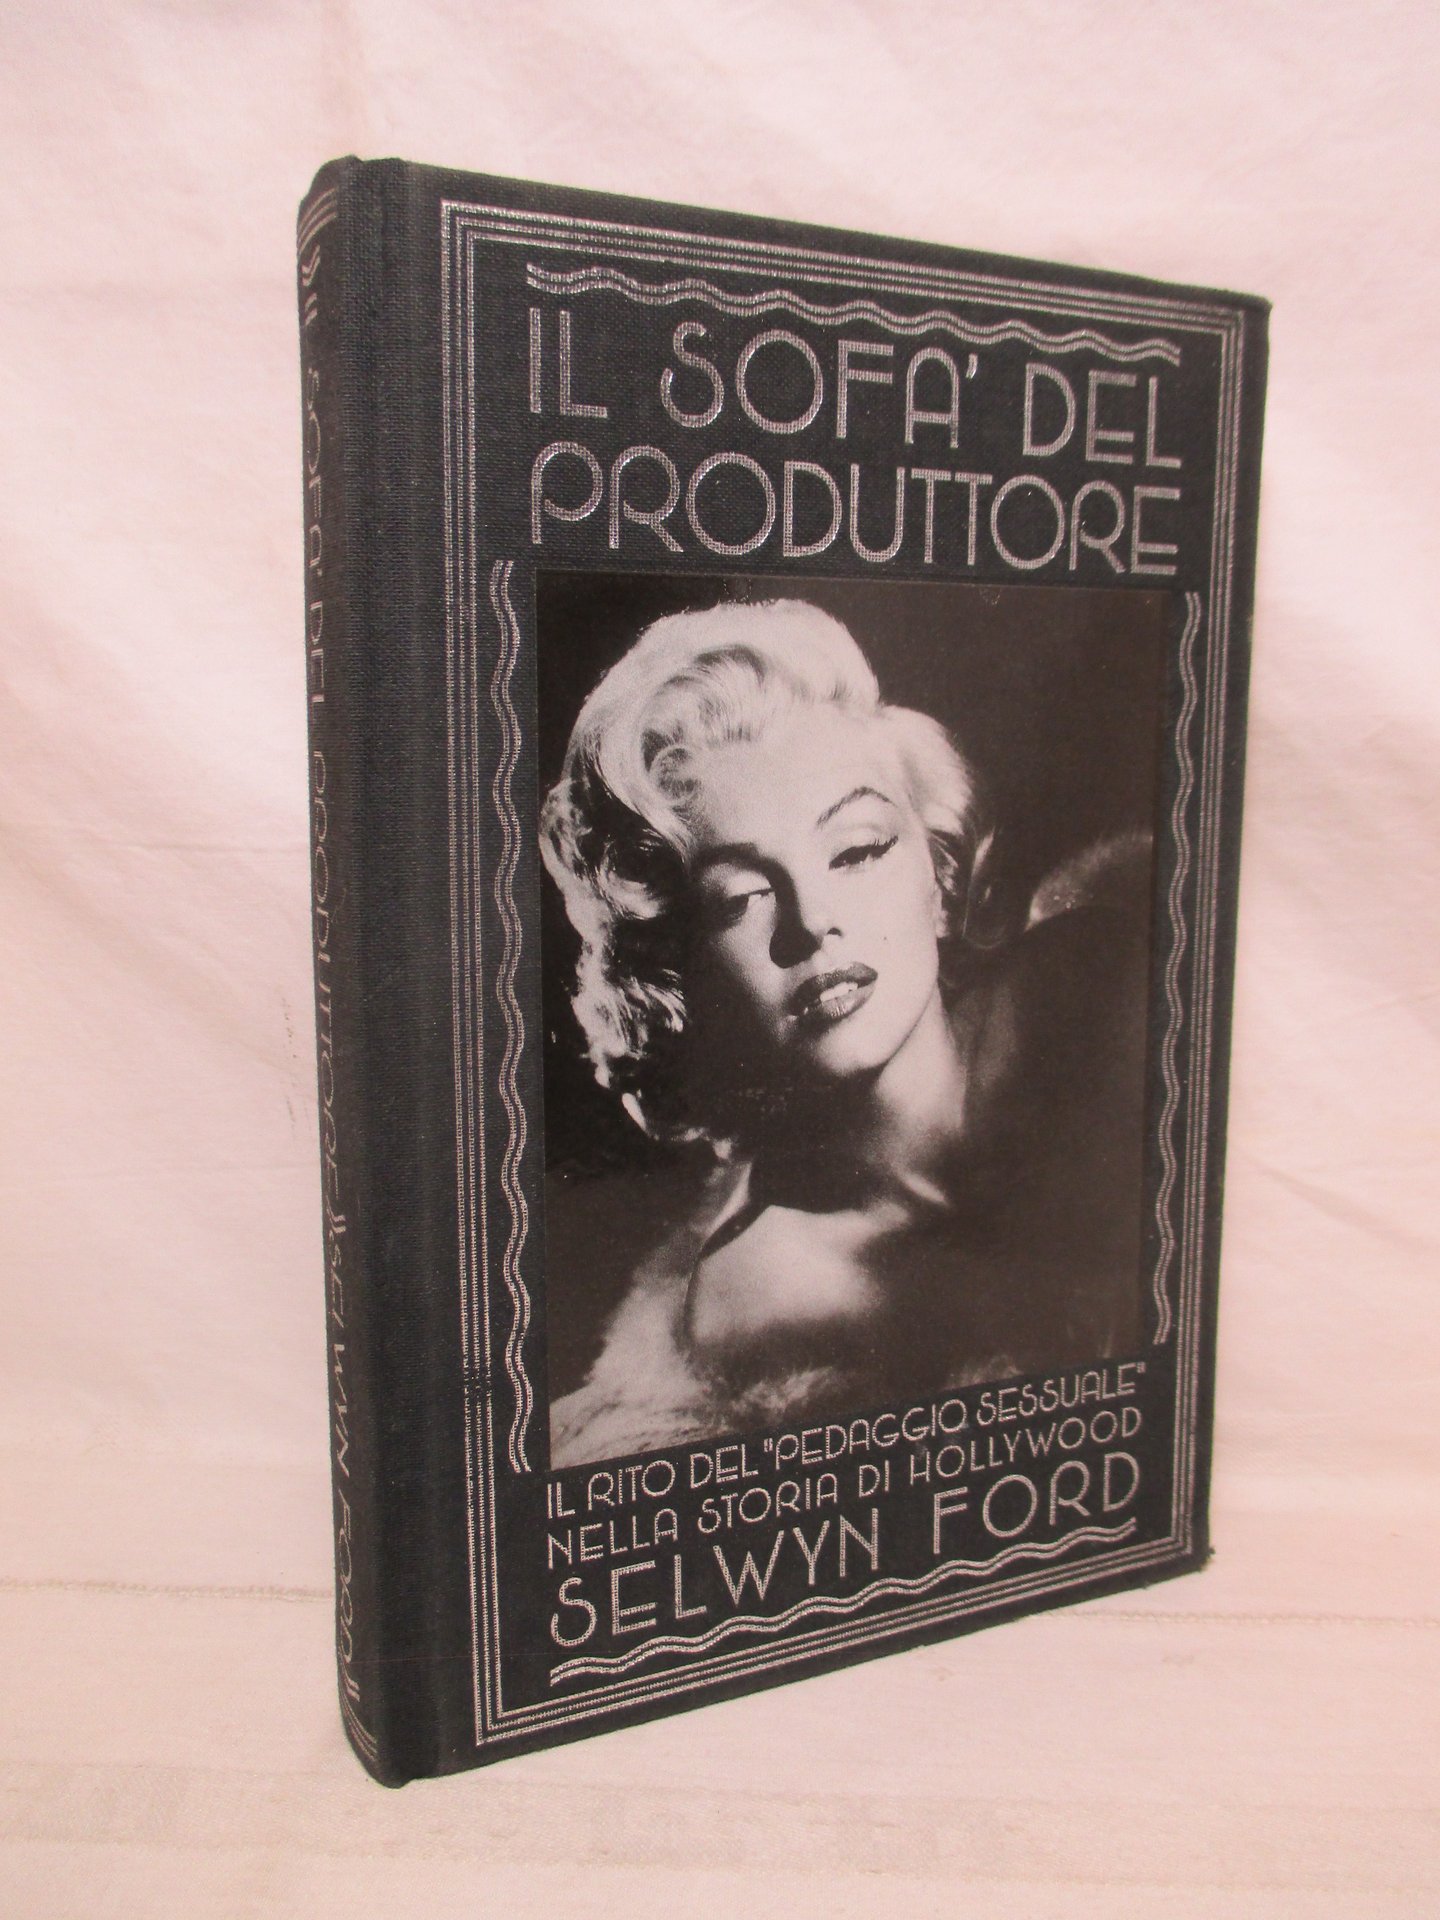 IL SOFA' DEL
PRODUTTORE
IL RITO DEL "PEDAGGIO SESSUALE"
NELLA STORIA DI HOLLYWOOD
SELWYN FORD
IL SOFA' DEL PRODUTTORE SELWYN FORD